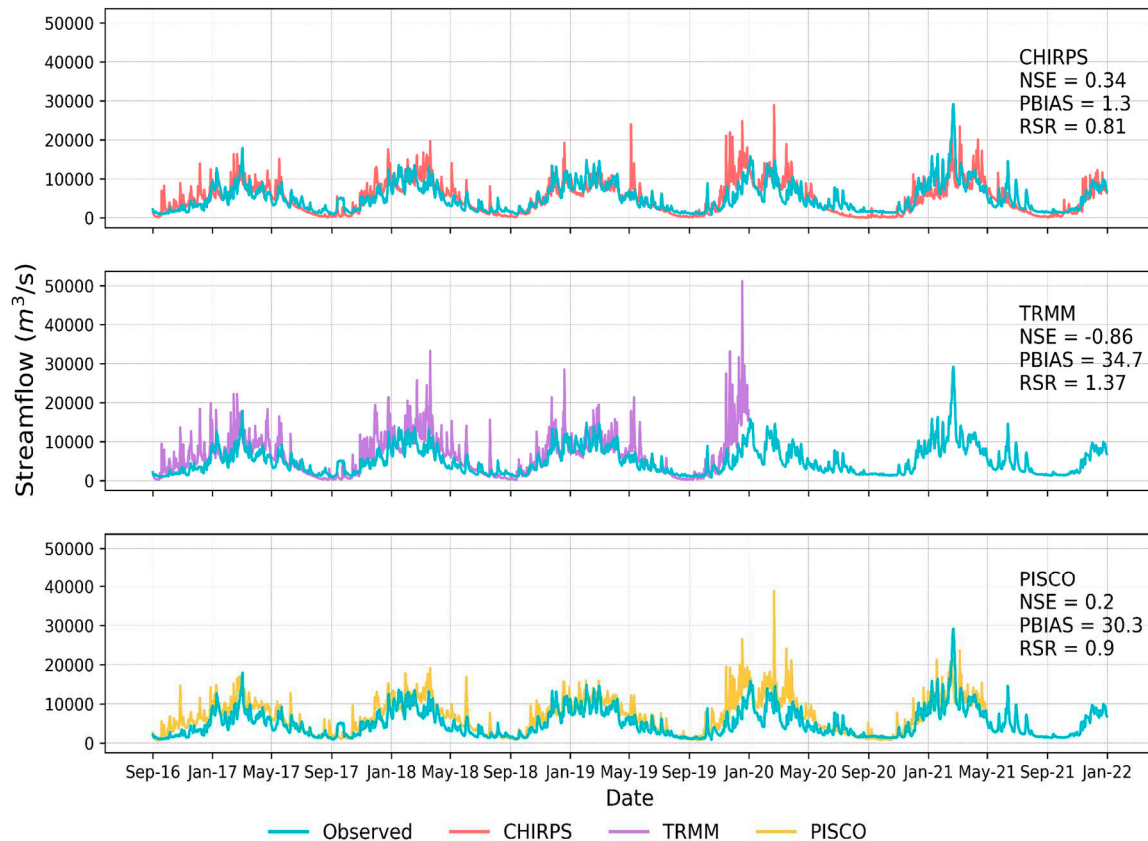 50000
40000
30000
20000
10000
0
CHIRPS
NSE = 0.34
PBIAS = 1.3
RSR = 0.81
Streamflow (m³/s)
50000
40000
30000
20000
10000
0
TRMM
NSE = -0.86
PBIAS = 34.7
RSR = 1.37
50000
40000
30000
20000
10000
0
PISCO
NSE = 0.2
PBIAS = 30.3
RSR = 0.9
Sep-16 Jan-17 May-17 Sep-17 Jan-18 May-18 Sep-18 Jan-19 May-19 Sep-19 Jan-20 May-20 Sep-20 Jan-21 May-21 Sep-21 Jan-22
Date
Observed CHIRPS TRMM PISCO